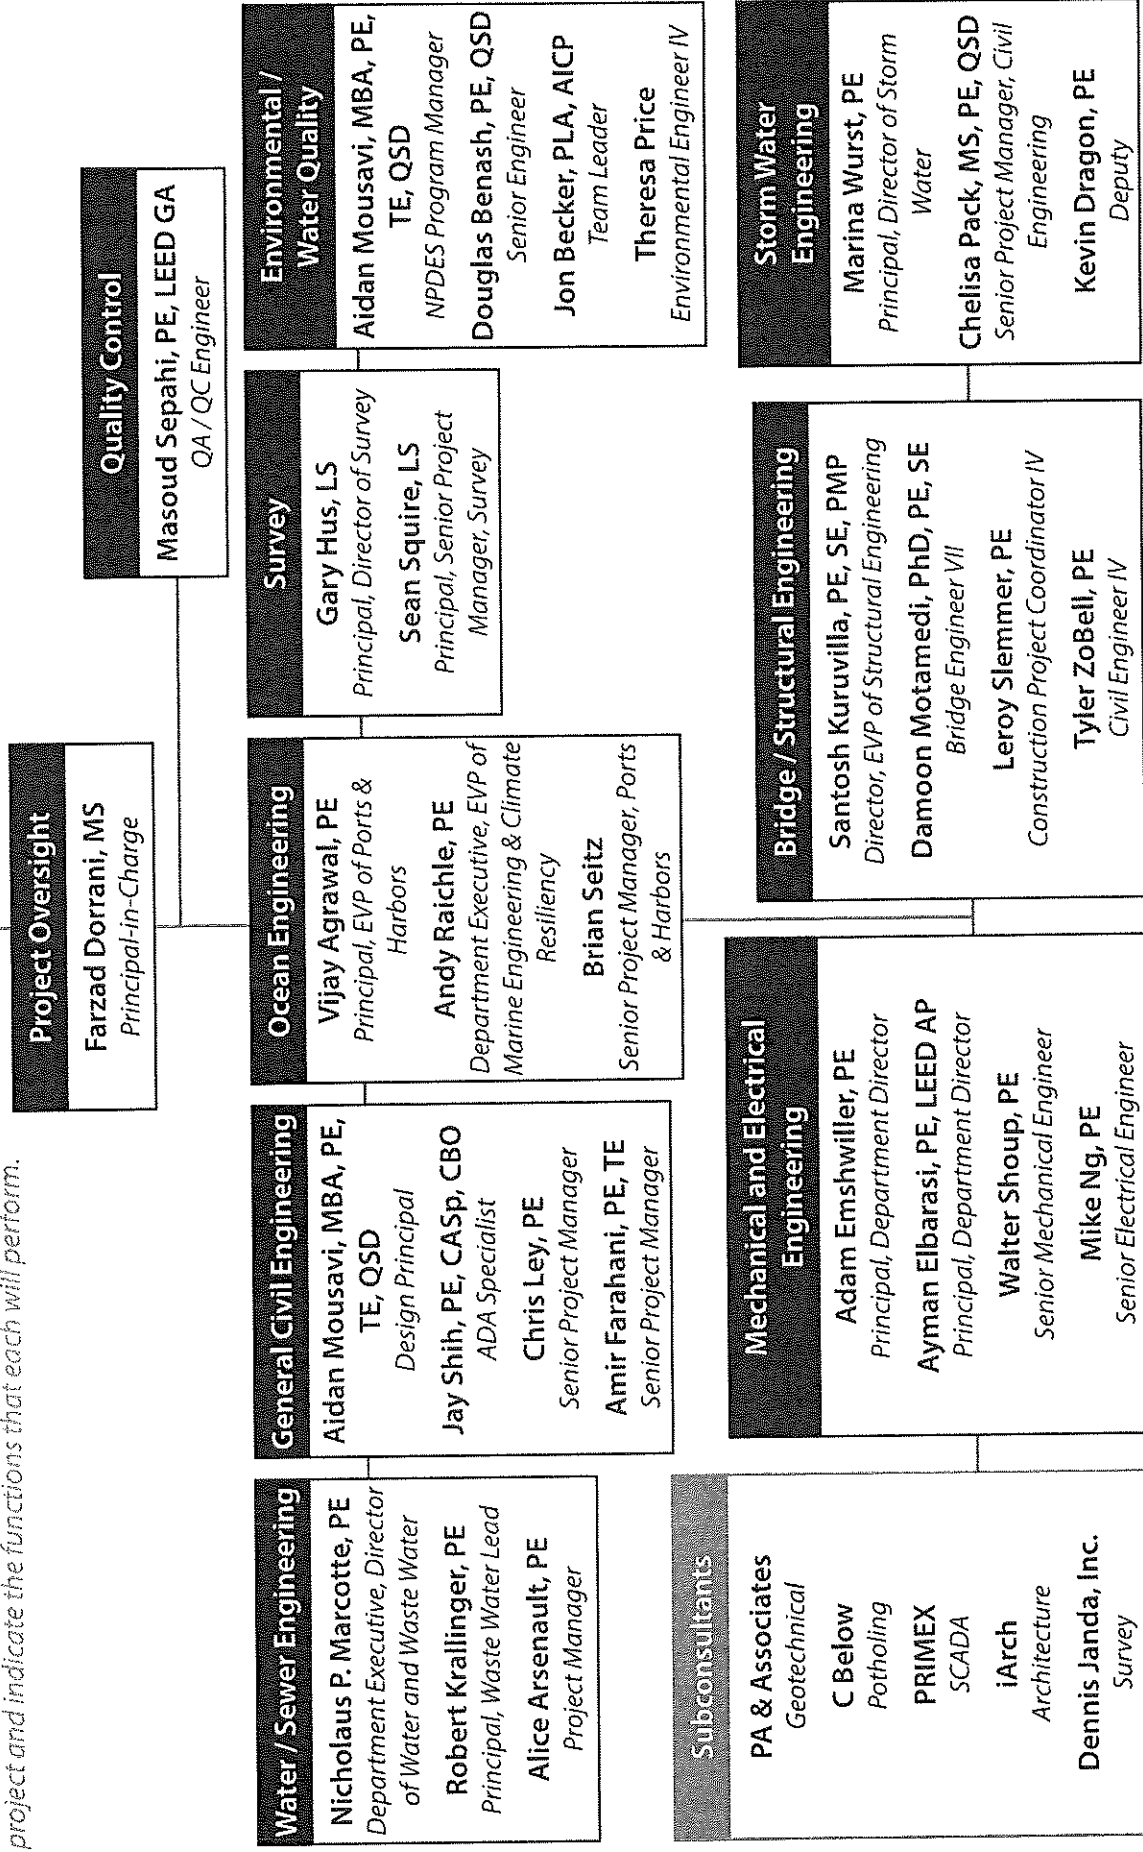 project and indicate the functions that each will perform.
Project Oversight
Farzad Dorrani, MS
Principal-in-Charge
Quality Control
Masoud Sepahi, PE, LEED GA
QA / QC Engineer
Water / Sewer Engineering
Nicholaus P. Marcotte, PE
Department Executive, Director
of Water and Waste Water
Robert Krallinger, PE
Principal, Waste Water Lead
Alice Arsenault, PE
Project Manager
General Civil Engineering
Aidan Mousavi, MBA, PE,
TE, QSD
Design Principal
Jay Shih, PE, CASp, CBO
ADA Specialist
Chris Ley, PE
Senior Project Manager
Amir Farahani, PE, TE
Senior Project Manager
Ocean Engineering
Vijay Agrawal, PE
Principal, EVP of Ports &
Harbors
Andy Raichle, PE
Department Executive, EVP of
Marine Engineering & Climate
Resiliency
Brian Seitz
Senior Project Manager, Ports
& Harbors
Survey
Gary Hus, LS
Principal, Director of Survey
Sean Squire, LS
Principal, Senior Project
Manager, Survey
Environmental /
Water Quality
Aidan Mousavi, MBA, PE,
TE, QSD
NPDES Program Manager
Douglas Benash, PE, QSD
Senior Engineer
Jon Becker, PLA, AICP
Team Leader
Theresa Price
Environmental Engineer IV
Subconsultants
PA & Associates
Geotechnical
C Below
Potholing
PRIMEX
SCADA
iArch
Architecture
Dennis Janda, Inc.
Survey
Mechanical and Electrical
Engineering
Adam Emshwiller, PE
Principal, Department Director
Ayman Elbarasi, PE, LEED AP
Principal, Department Director
Walter Shoup, PE
Senior Mechanical Engineer
Mike Ng, PE
Senior Electrical Engineer
Bridge / Structural Engineering
Santosh Kuruvilla, PE, SE, PMP
Director, EVP of Structural Engineering
Damoon Motamedi, PhD, PE, SE
Bridge Engineer VII
Leroy Slemmer, PE
Construction Project Coordinator IV
Tyler ZoBell, PE
Civil Engineer IV
Storm Water
Engineering
Marina Wurst, PE
Principal, Director of Storm
Water
Chelisa Pack, MS, PE, QSD
Senior Project Manager, Civil
Engineering
Kevin Dragon, PE
Deputy